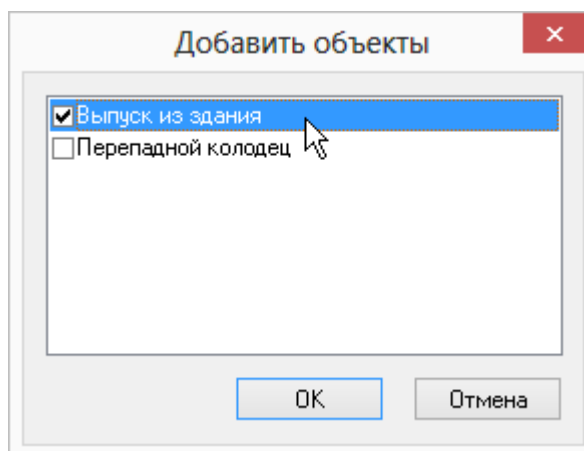 Добавить объекты
Выпуск из здания
Перепадной колодец
OK
Отмена